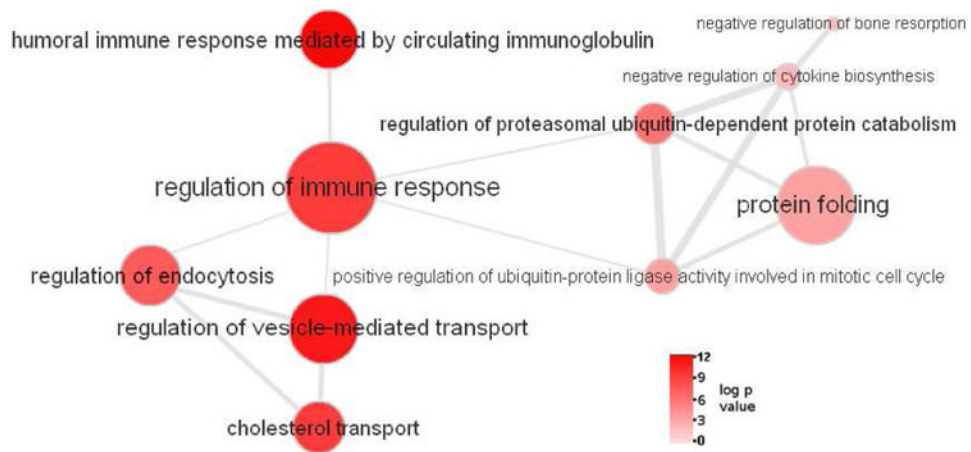 negative regulation of bone resorption
humoral immune response mediated by circulating immunoglobulin
negative regulation of cytokine biosynthesis
regulation of proteasomal ubiquitin-dependent protein catabolism
regulation of immune response
protein folding
regulation of endocytosis
positive regulation of ubiquitin-protein ligase activity involved in mitotic cell cycle
regulation of vesicle-mediated transport
cholesterol transport
12
9
6
3
0
log p
value